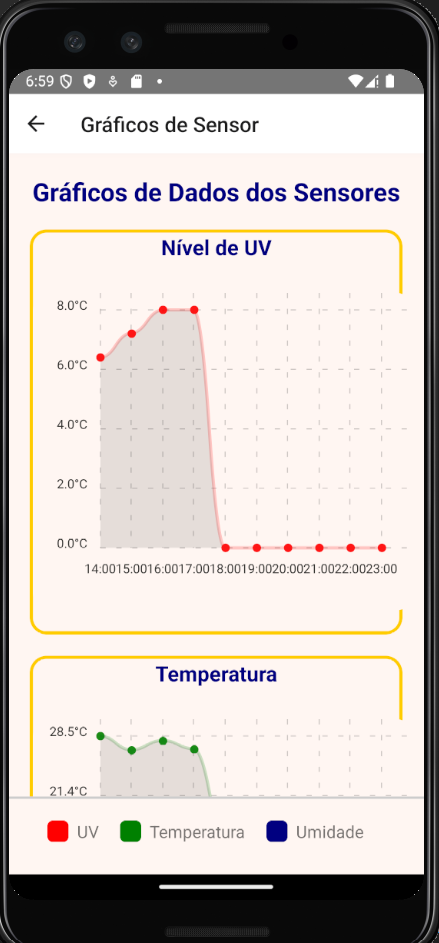 6:59
Gráficos de Sensor
Gráficos de Dados dos Sensores
Nível de UV
8.0°C
6.0°C
4.0°C
2.0°C
0.0°C
14:0015:0016:0017:0018:0019:0020:0021:0022:0023:00
Temperatura
28.5°C
21.4°C
UV Temperatura Umidade